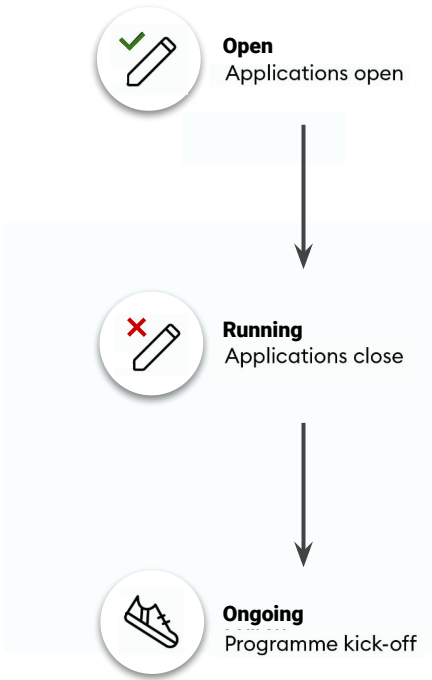 Open
Applications open
Running
Applications close
Ongoing
Programme kick-off